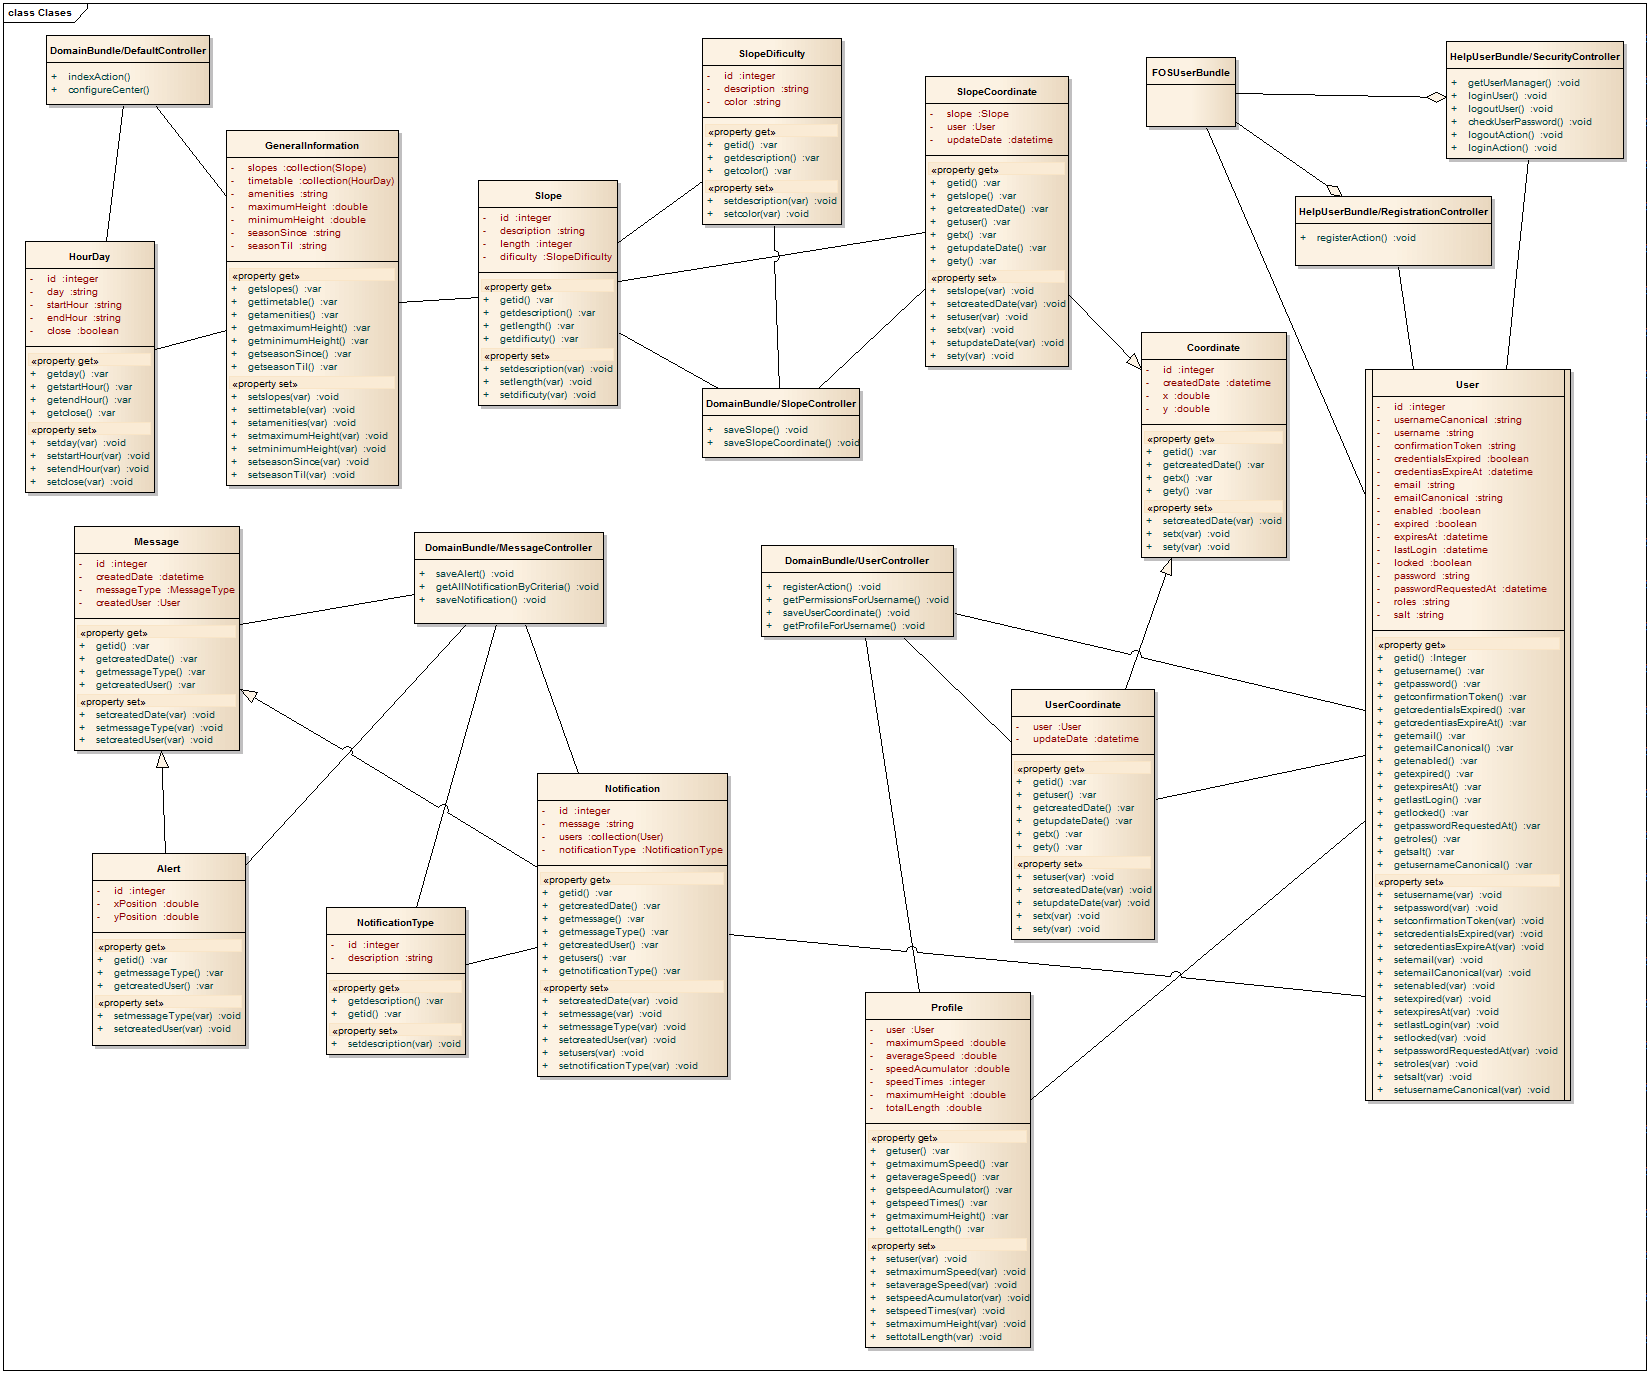 class Clases
DomainBundle/DefaultController
+ indexAction()
+ configureCenter()
GeneralInformation
- slopes :collection(Slope)
- timetable :collection(HourDay)
- amenities :string
- maximumHeight :double
- minimumHeight :double
- seasonSince :string
- seasonTil :string
«property get»
+ getslopes() :var
+ gettimetable() :var
+ getamenities() :var
+ getmaximumHeight() :var
+ getminimumHeight() :var
+ getseasonSince() :var
+ getseasonTil() :var
«property set»
+ setslopes(var) :void
+ settimetable(var) :void
+ setamenities(var) :void
+ setmaximumHeight(var) :void
+ setminimumHeight(var) :void
+ setseasonSince(var) :void
+ setseasonTil(var) :void
HourDay
- id :integer
- day :string
- startHour :string
- endHour :string
- close :boolean
«property get»
+ getday() :var
+ getstartHour() :var
+ getendHour() :var
+ getclose() :var
«property set»
+ setday(var) :void
+ setstartHour(var) :void
+ setendHour(var) :void
+ setclose(var) :void
Slope
- id :integer
- description :string
- length :integer
- dificulty :SlopeDificulty
«property get»
+ getid() :var
+ getdescription() :var
+ getlength() :var
+ getdificuty() :var
«property set»
+ setdescription(var) :void
+ setlength(var) :void
+ setdificuty(var) :void
SlopeDificulty
- id :integer
- description :string
- color :string
«property get»
+ getid() :var
+ getdescription() :var
+ getcolor() :var
«property set»
+ setdescription(var) :void
+ setcolor(var) :void
SlopeCoordinate
- slope :Slope
- user :User
- updateDate :datetime
«property get»
+ getid() :var
+ getslope() :var
+ getcreatedDate() :var
+ getuser() :var
+ getx() :var
+ getupdateDate() :var
+ gety() :var
«property set»
+ setslope(var) :void
+ setcreatedDate(var) :void
+ setuser(var) :void
+ setx(var) :void
+ setupdateDate(var) :void
+ sety(var) :void
DomainBundle/SlopeController
+ saveSlope() :void
+ saveSlopeCoordinate() :void
FOSUserBundle
HelpUserBundle/SecurityController
+ getUserManager() :void
+ loginUser() :void
+ logoutUser() :void
+ checkUserPassword() :void
+ logoutAction() :void
+ loginAction() :void
HelpUserBundle/RegistrationController
+ registerAction() :void
Coordinate
- id :integer
- createdDate :datetime
- x :double
- y :double
«property get»
+ getid() :var
+ getcreatedDate() :var
+ getx() :var
+ gety() :var
«property set»
+ setcreatedDate(var) :void
+ setx(var) :void
+ sety(var) :void
User
- id :integer
- usernameCanonical :string
- username :string
- confirmationToken :string
- credentialsExpired :boolean
- credentiasExpireAt :datetime
- email :string
- emailCanonical :string
- enabled :boolean
- expired :boolean
- expiresAt :datetime
- lastLogin :datetime
- locked :boolean
- password :string
- passwordRequestedAt :datetime
- roles :string
- salt :string
«property get»
+ getid() :Integer
+ getusername() :var
+ getpassword() :var
+ getconfirmationToken() :var
+ getcredentialsExpired() :var
+ getcredentiasExpireAt() :var
+ getemail() :var
+ getemailCanonical() :var
+ getenabled() :var
+ getexpired() :var
+ getexpiresAt() :var
+ getlastLogin() :var
+ getlocked() :var
+ getpasswordRequestedAt() :var
+ getroles() :var
+ getsalt() :var
+ getusernameCanonical() :var
«property set»
+ setusername(var) :void
+ setpassword(var) :void
+ setconfirmationToken(var) :void
+ setcredentialsExpired(var) :void
+ setcredentiasExpireAt(var) :void
+ setemail(var) :void
+ setemailCanonical(var) :void
+ setenabled(var) :void
+ setexpired(var) :void
+ setexpiresAt(var) :void
+ setlastLogin(var) :void
+ setlocked(var) :void
+ setpasswordRequestedAt(var) :void
+ setroles(var) :void
+ setsalt(var) :void
+ setusernameCanonical(var) :void
Message
- id :integer
- createdDate :datetime
- messageType :MessageType
- createdUser :User
«property get»
+ getid() :var
+ getcreatedDate() :var
+ getmessageType() :var
+ getcreatedUser() :var
«property set»
+ setcreatedDate(var) :void
+ setmessageType(var) :void
+ setcreatedUser(var) :void
DomainBundle/MessageController
+ saveAlert() :void
+ getAllNotificationByCriteria() :void
+ saveNotification() :void
DomainBundle/UserController
+ registerAction() :void
+ getPermissionsForUsername() :void
+ saveUserCoordinate() :void
+ getProfileForUsername() :void
UserCoordinate
- user :User
- updateDate :datetime
«property get»
+ getid() :var
+ getuser() :var
+ getcreatedDate() :var
+ getupdateDate() :var
+ getx() :var
+ gety() :var
«property set»
+ setuser(var) :void
+ setcreatedDate(var) :void
+ setupdateDate(var) :void
+ setx(var) :void
+ sety(var) :void
Alert
- id :integer
- xPosition :double
- yPosition :double
«property get»
+ getid() :var
+ getmessageType() :var
+ getcreatedUser() :var
«property set»
+ setmessageType(var) :void
+ setcreatedUser(var) :void
NotificationType
- id :integer
- description :string
«property get»
+ getdescription() :var
+ getid() :var
«property set»
+ setdescription(var) :void
Notification
- id :integer
- message :string
- users :collection(User)
- notificationType :NotificationType
«property get»
+ getid() :var
+ getcreatedDate() :var
+ getmessage() :var
+ getmessageType() :var
+ getcreatedUser() :var
+ getusers() :var
+ getnotificationType() :var
«property set»
+ setcreatedDate(var) :void
+ setmessage(var) :void
+ setmessageType(var) :void
+ setcreatedUser(var) :void
+ setusers(var) :void
+ setnotificationType(var) :void
Profile
- user :User
- maximumSpeed :double
- averageSpeed :double
- speedAcumulator :double
- speedTimes :integer
- maximumHeight :double
- totalLength :double
«property get»
+ getuser() :var
+ getmaximumSpeed() :var
+ getaverageSpeed() :var
+ getspeedAcumulator() :var
+ getspeedTimes() :var
+ getmaximumHeight() :var
+ gettotalLength() :var
«property set»
+ setuser(var) :void
+ setmaximumSpeed(var) :void
+ setaverageSpeed(var) :void
+ setspeedAcumulator(var) :void
+ setspeedTimes(var) :void
+ setmaximumHeight(var) :void
+ settotalLength(var) :void